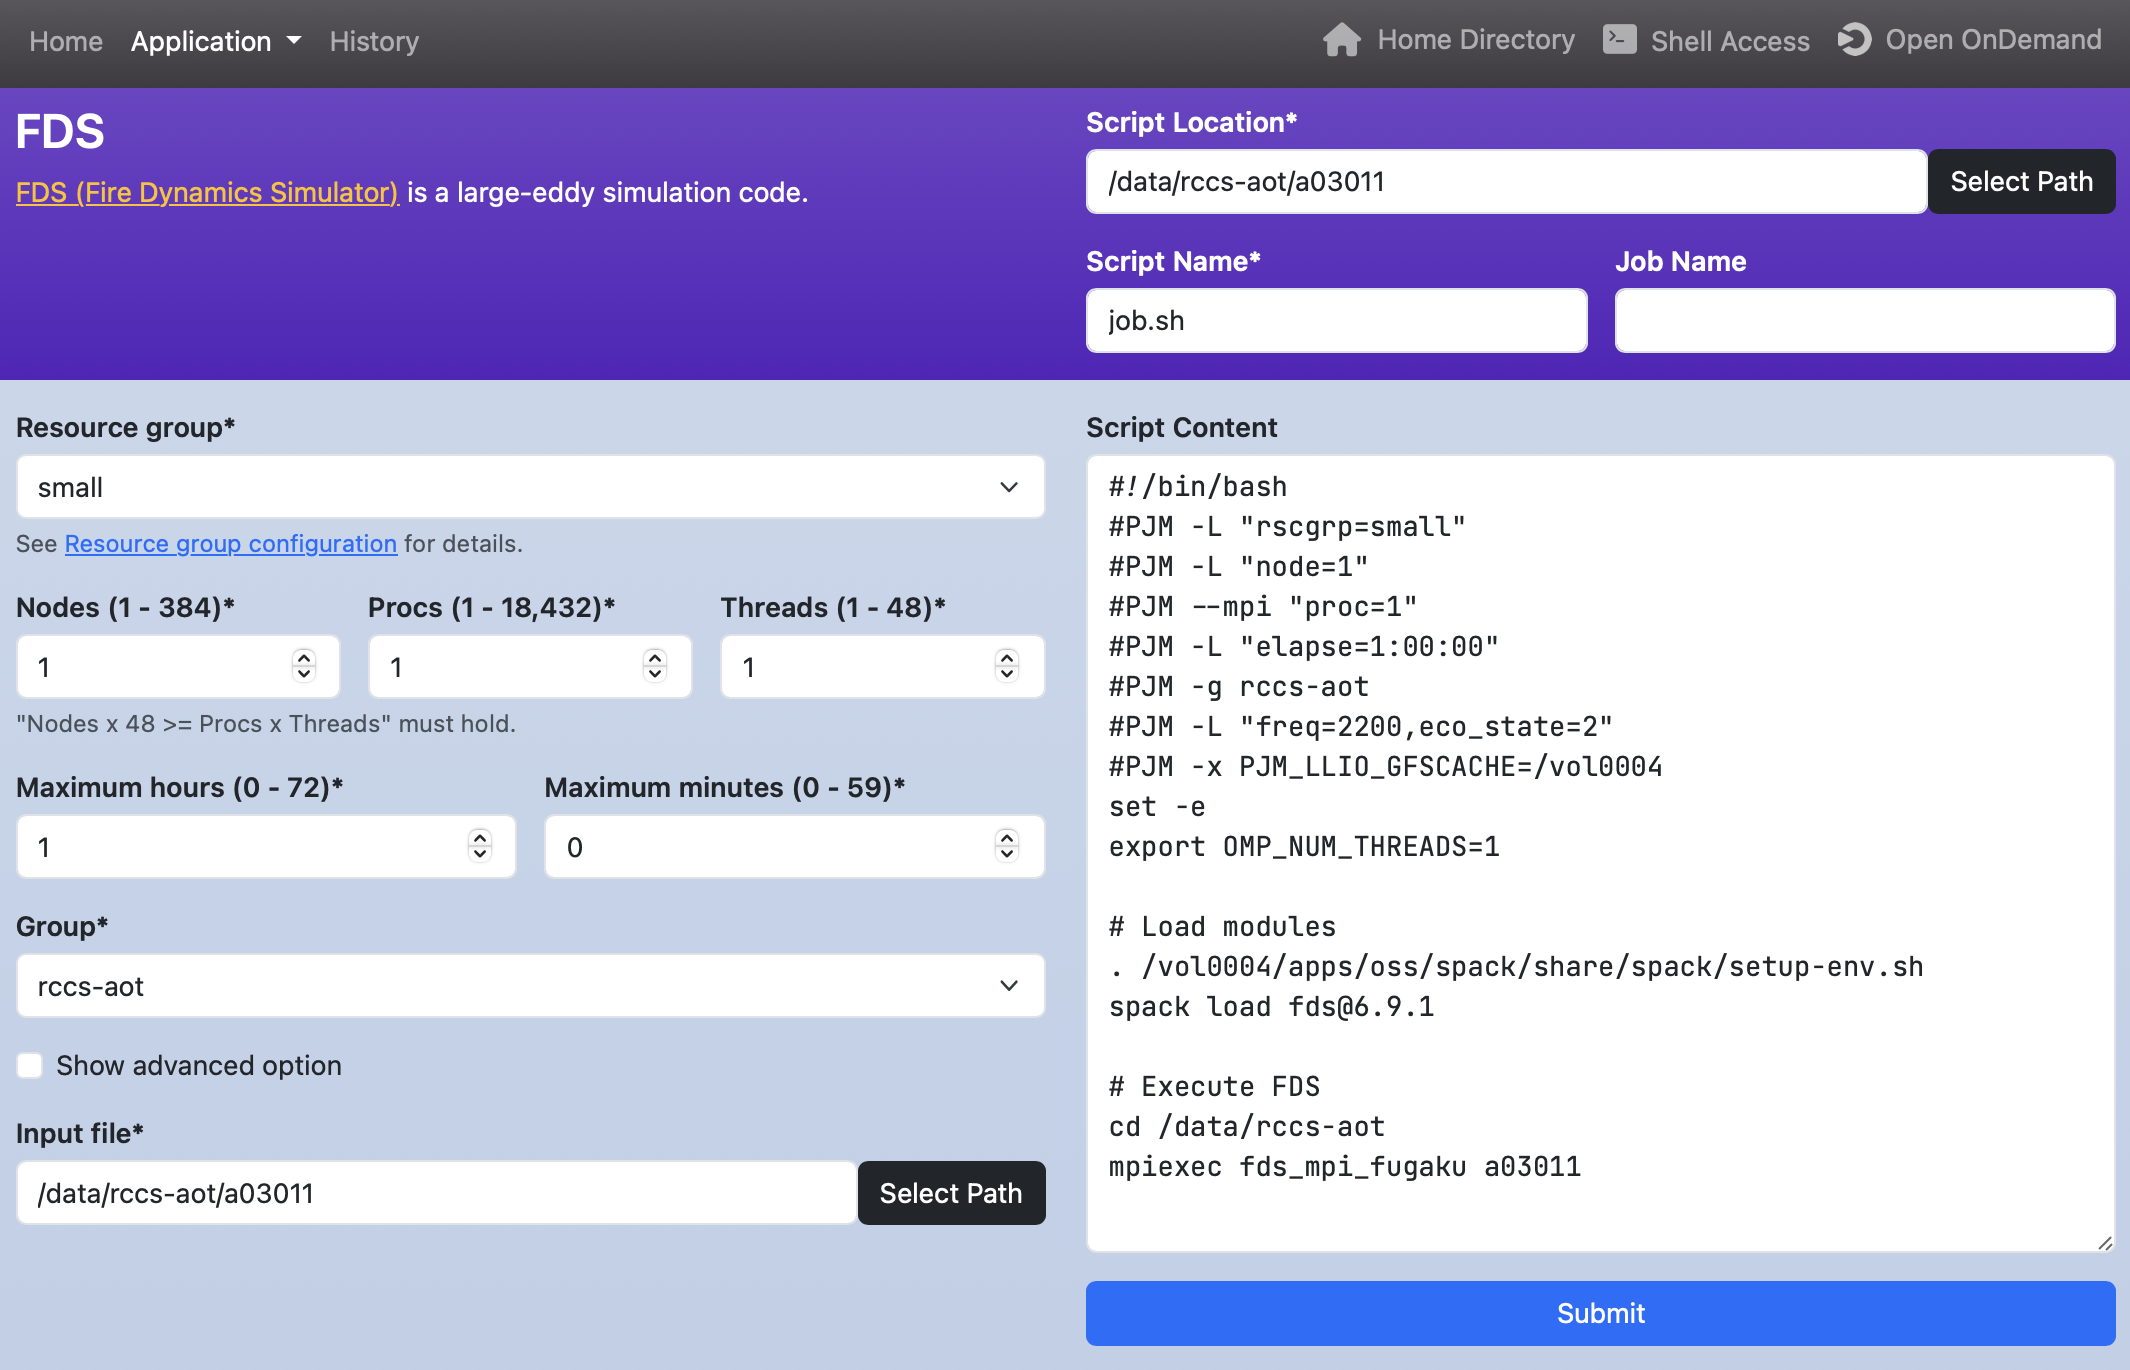 Home Application History Home Directory Shell Access Open OnDemand
FDS
FDS (Fire Dynamics Simulator) is a large-eddy simulation code.
Script Location*
/data/rccs-aot/a03011 Select Path
Script Name* Job Name
job.sh
Resource group*
small
See Resource group configuration for details.
Nodes (1 - 384)* Procs (1 - 18,432)* Threads (1 - 48)*
1 1 1
"Nodes x 48 >= Procs x Threads" must hold.
Maximum hours (0 - 72)* Maximum minutes (0 - 59)*
1 0
Group*
rccs-aot
Show advanced option
Input file*
/data/rccs-aot/a03011 Select Path
Script Content
#!/bin/bash
#PJM -L "rscgrp=small"
#PJM -L "node=1"
#PJM --mpi "proc=1"
#PJM -L "elapse=1:00:00"
#PJM -g rccs-aot
#PJM -L "freq=2200,eco_state=2"
#PJM -x PJM_LLIO_GFSCACHE=/vol0004
set -e
export OMP_NUM_THREADS=1
# Load modules
. /vol0004/apps/oss/spack/share/spack/setup-env.sh
spack load fds@6.9.1
# Execute FDS
cd /data/rccs-aot
mpiexec fds_mpi_fugaku a03011
Submit